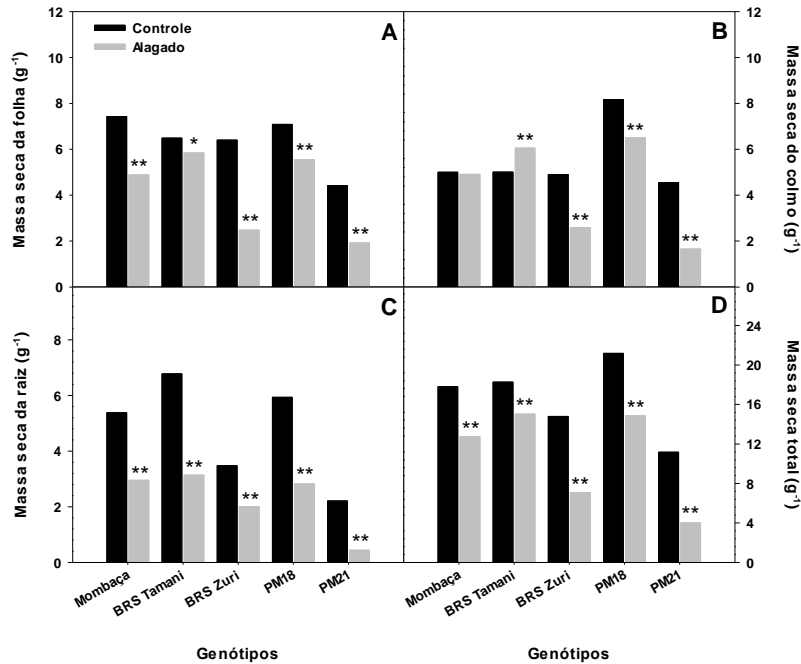 Controle
Alagado
A
Massa seca da folha (g⁻¹)
12
10
8
6
4
2
0
**
*
**
**
**
B
Massa seca do colmo (g⁻¹)
12
10
8
6
4
2
0
**
**
**
**
C
Massa seca da raiz (g⁻¹)
8
6
4
2
0
**
**
**
**
**
Mombaça
BRS Tamani
BRS Zuri
PM18
PM21
Genótipos
D
Massa seca total (g⁻¹)
24
20
16
12
8
4
0
**
**
**
**
**
Mombaça
BRS Tamani
BRS Zuri
PM18
PM21
Genótipos